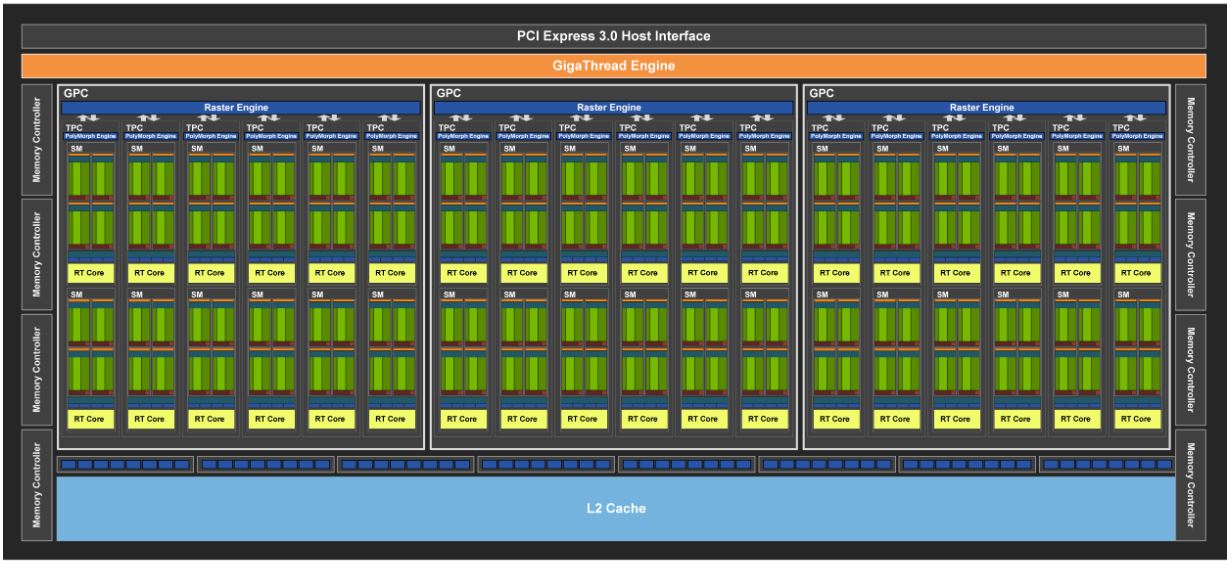 PCI Express 3.0 Host Interface
GigaThread Engine
Memory Controller
Memory Controller
Memory Controller
Memory Controller
GPC
Raster Engine
TPC TPC TPC TPC TPC TPC
PolyMorph Engine PolyMorph Engine PolyMorph Engine PolyMorph Engine PolyMorph Engine PolyMorph Engine
SM SM SM SM SM SM
RT Core RT Core RT Core RT Core RT Core RT Core
SM SM SM SM SM SM
RT Core RT Core RT Core RT Core RT Core RT Core
GPC
Raster Engine
TPC TPC TPC TPC TPC TPC
PolyMorph Engine PolyMorph Engine PolyMorph Engine PolyMorph Engine PolyMorph Engine PolyMorph Engine
SM SM SM SM SM SM
RT Core RT Core RT Core RT Core RT Core RT Core
SM SM SM SM SM SM
RT Core RT Core RT Core RT Core RT Core RT Core
GPC
Raster Engine
TPC TPC TPC TPC TPC TPC
PolyMorph Engine PolyMorph Engine PolyMorph Engine PolyMorph Engine PolyMorph Engine PolyMorph Engine
SM SM SM SM SM SM
RT Core RT Core RT Core RT Core RT Core RT Core
SM SM SM SM SM SM
RT Core RT Core RT Core RT Core RT Core RT Core
Memory Controller
Memory Controller
Memory Controller
Memory Controller
L2 Cache